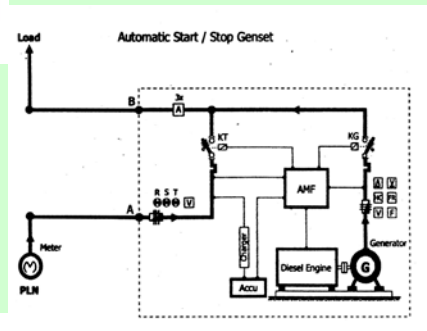 Load
Automatic Start / Stop Genset
B
3x
A
KT
KG
AMF
R S T
V
A
A V
Hz
V F
Meter
PLN
Charger
Accu
Diesel Engine
Generator
G